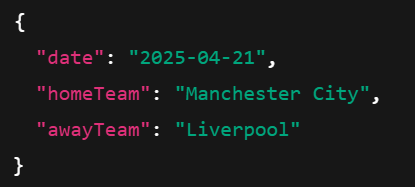 {
  "date": "2025-04-21",
  "homeTeam": "Manchester City",
  "awayTeam": "Liverpool"
}